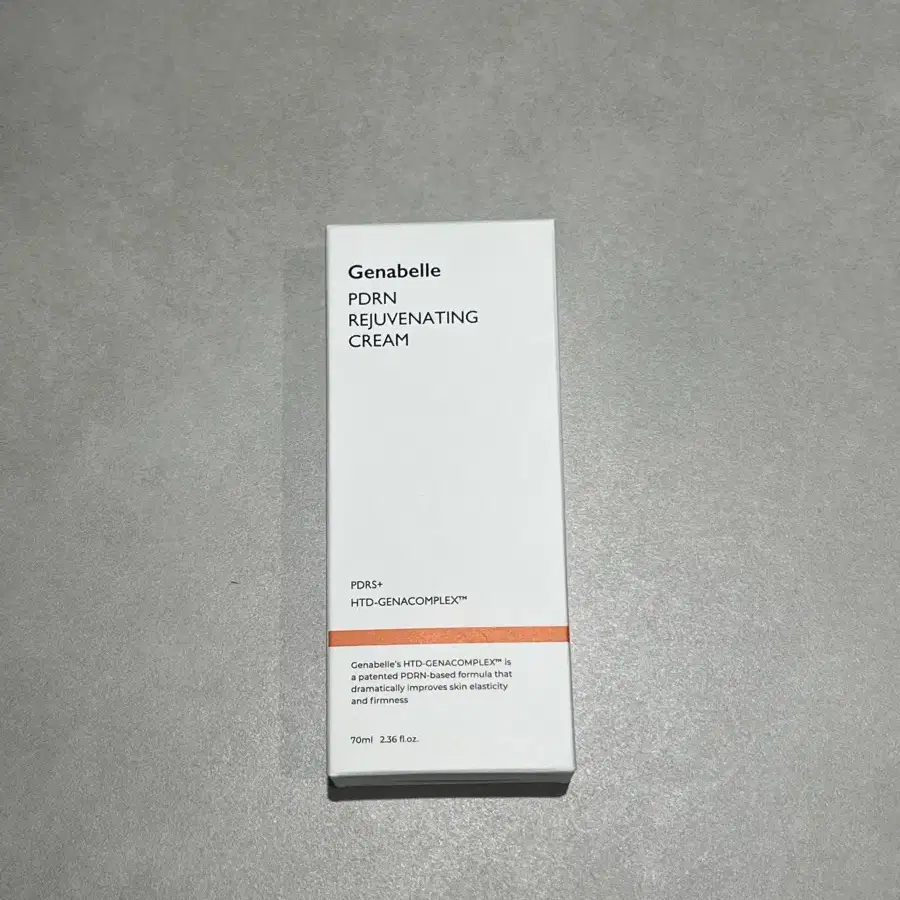 Genabelle
PDRN
REJUVENATING
CREAM
PDRS+
HTD-GENACOMPLEX™
Genabelle's HTD-GENACOMPLEX™ is
a patented PDRN-based formula that
dramatically improves skin elasticity
and firmness
70ml 2.36 fl.oz.